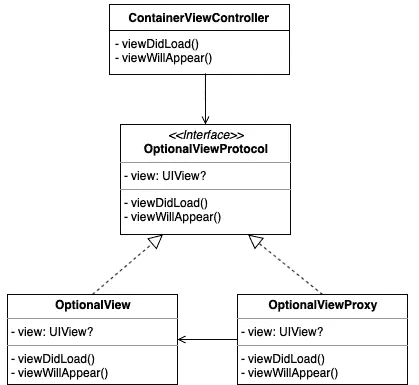 ContainerViewController
- viewDidLoad()
- viewWillAppear()
<<Interface>>
OptionalViewProtocol
- view: UIView?
- viewDidLoad()
- viewWillAppear()
OptionalView
- view: UIView?
- viewDidLoad()
- viewWillAppear()
OptionalViewProxy
- view: UIView?
- viewDidLoad()
- viewWillAppear()